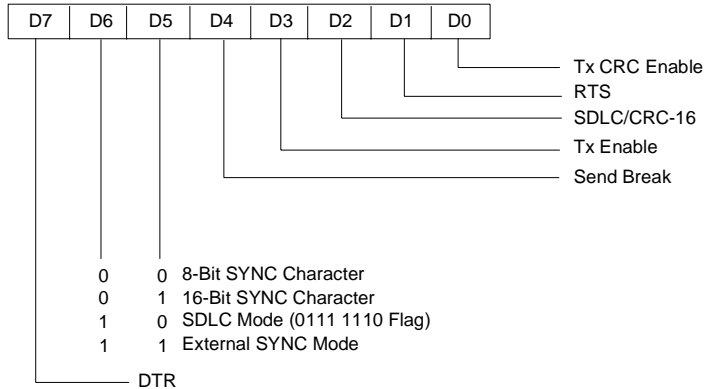 D7 D6 D5 D4 D3 D2 D1 D0
Tx CRC Enable
RTS
SDLC/CRC-16
Tx Enable
Send Break
0 0 8-Bit SYNC Character
0 1 16-Bit SYNC Character
1 0 SDLC Mode (0111 1110 Flag)
1 1 External SYNC Mode
DTR